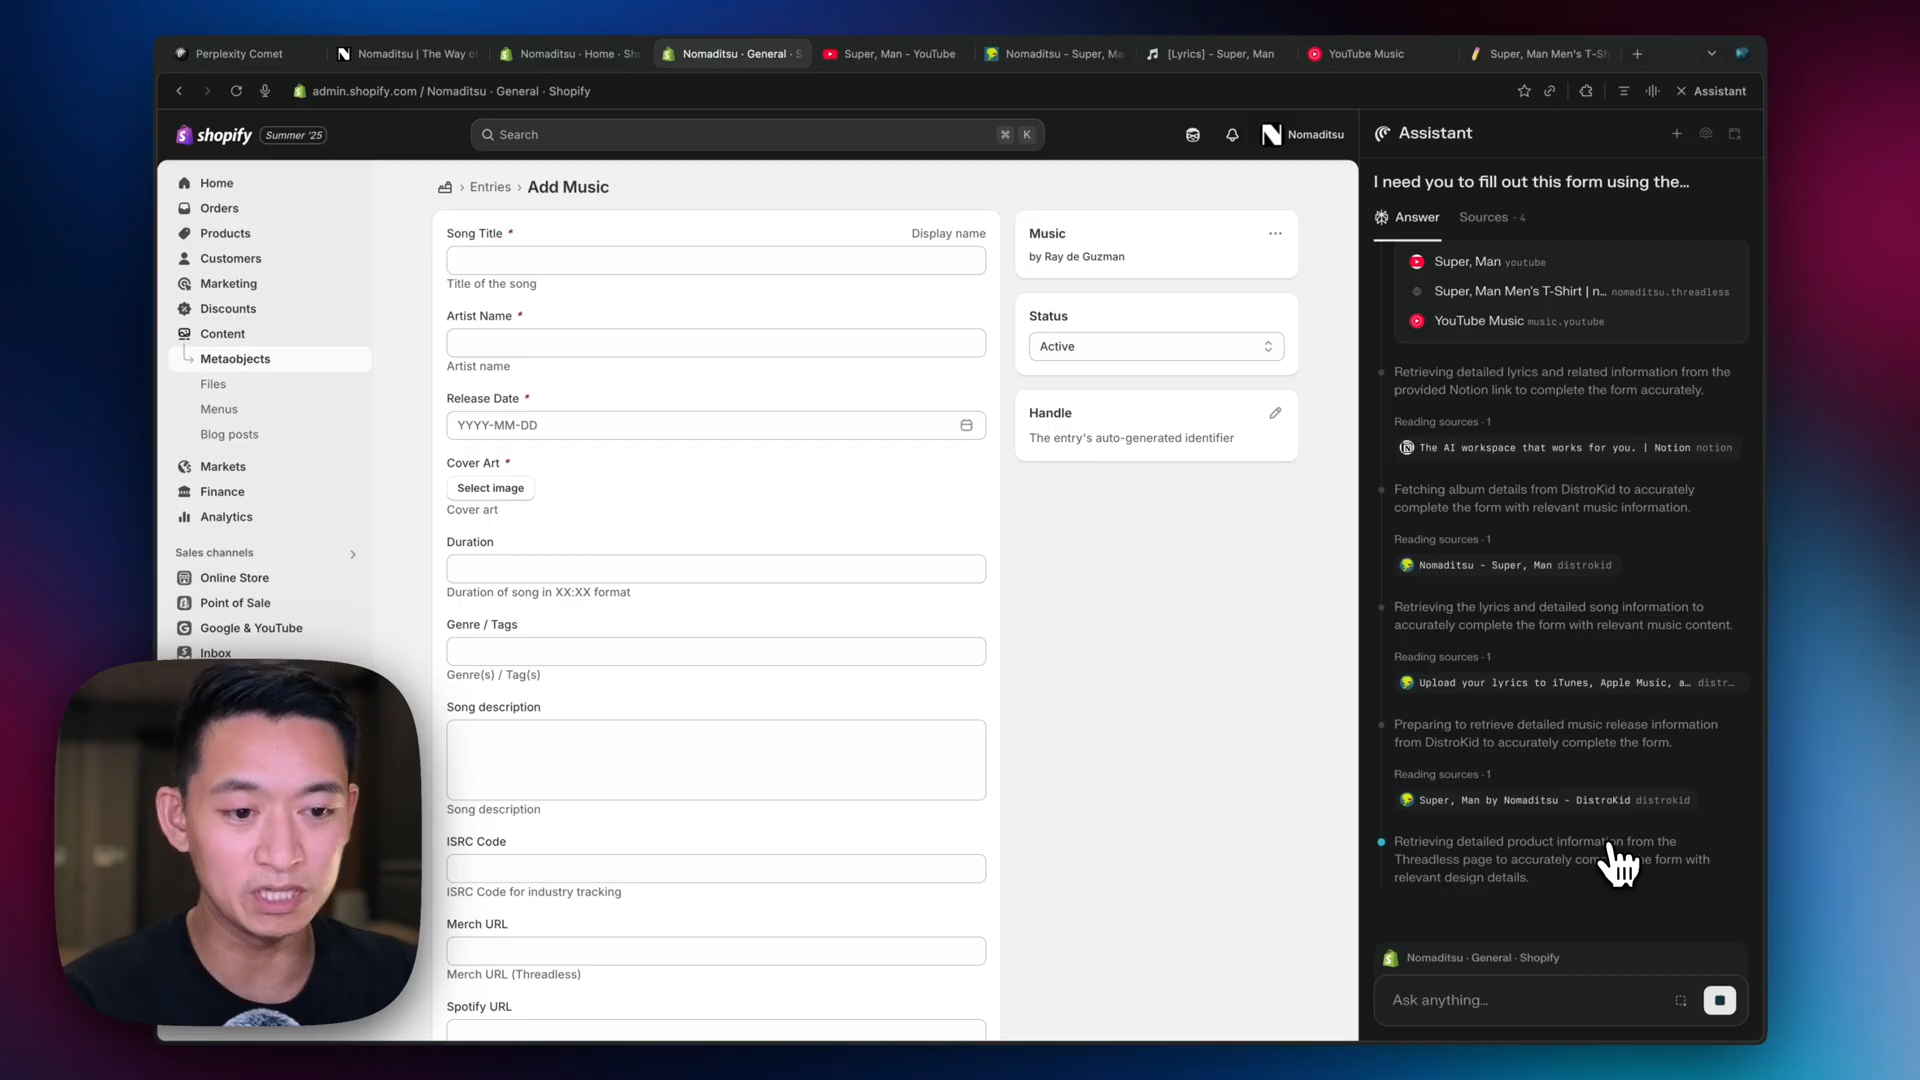 Perplexity Comet
Nomaditsu | The Way of
Nomaditsu · Home · Sho
Nomaditsu · General · S
Super, Man - YouTube
Nomaditsu - Super, Ma
[Lyrics] - Super, Man
YouTube Music
Super, Man Men's T-Sh
admin.shopify.com / Nomaditsu · General · Shopify
Assistant
shopify
Summer '25
Search
⌘ K
Nomaditsu
Home
Orders
Products
Customers
Marketing
Discounts
Content
Metaobjects
Files
Menus
Blog posts
Markets
Finance
Analytics
Sales channels
Online Store
Point of Sale
Google & YouTube
Inbox
Entries › Add Music
Song Title *
Display name
Title of the song
Artist Name *
Artist name
Release Date *
YYYY-MM-DD
Cover Art *
Select image
Cover art
Duration
Duration of song in XX:XX format
Genre / Tags
Genre(s) / Tag(s)
Song description
Song description
ISRC Code
ISRC Code for industry tracking
Merch URL
Merch URL (Threadless)
Spotify URL
Music
by Ray de Guzman
Status
Active
Handle
The entry's auto-generated identifier
Assistant
I need you to fill out this form using the...
Answer
Sources · 4
Super, Man youtube
Super, Man Men's T-Shirt | n... nomaditsu.threadless
YouTube Music music.youtube
Retrieving detailed lyrics and related information from the
provided Notion link to complete the form accurately.
Reading sources · 1
The AI workspace that works for you. | Notion notion
Fetching album details from DistroKid to accurately
complete the form with relevant music information.
Reading sources · 1
Nomaditsu - Super, Man distrokid
Retrieving the lyrics and detailed song information to
accurately complete the form with relevant music content.
Reading sources · 1
Upload your lyrics to iTunes, Apple Music, a... distr...
Preparing to retrieve detailed music release information
from DistroKid to accurately complete the form.
Reading sources · 1
Super, Man by Nomaditsu - DistroKid distrokid
Retrieving detailed product information from the
Threadless page to accurately com e form with
relevant design details.
Nomaditsu · General · Shopify
Ask anything...